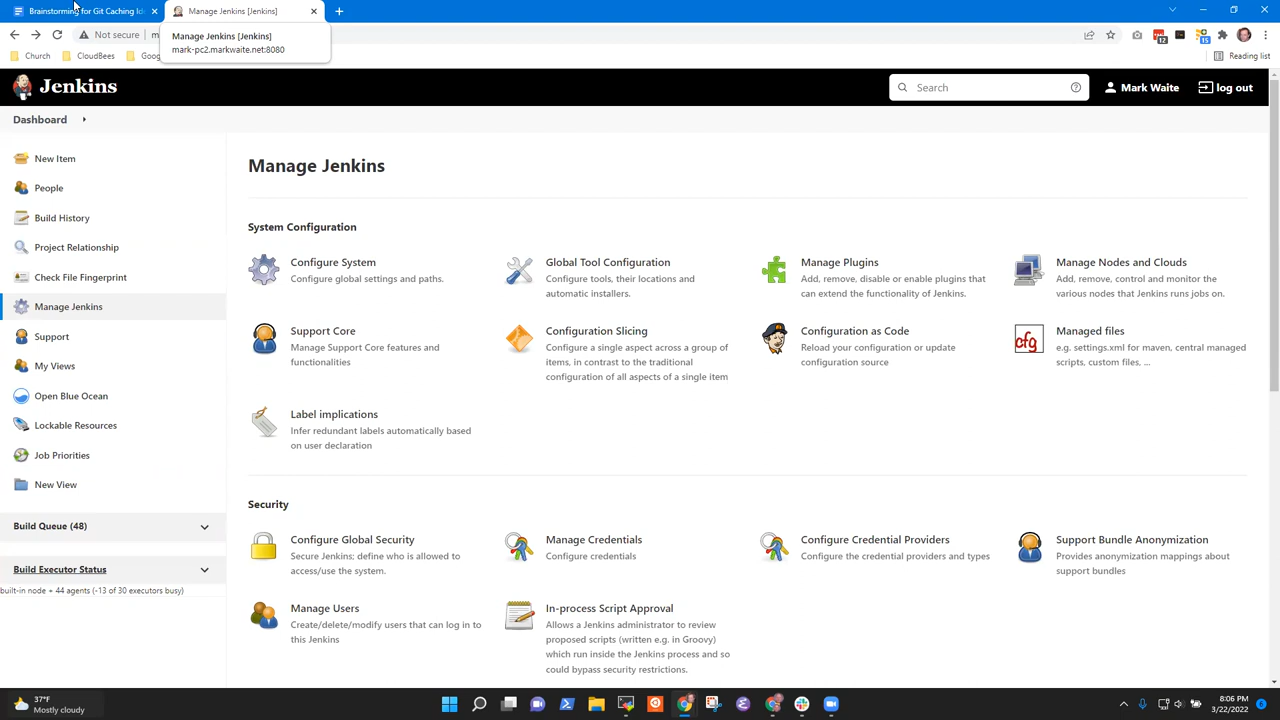 Brainstorming for Git Caching Id
Manage Jenkins [Jenkins]
Not secure
Manage Jenkins [Jenkins]
mark-pc2.markwaite.net:8080
12
15
Church
CloudBees
Goog
Reading list
Jenkins
Search
Mark Waite
log out
Dashboard
New Item
People
Build History
Project Relationship
Check File Fingerprint
Manage Jenkins
Support
My Views
Open Blue Ocean
Lockable Resources
Job Priorities
New View
Build Queue (48)
Build Executor Status
built-in node + 44 agents (-13 of 30 executors busy)
Manage Jenkins
System Configuration
Configure System
Configure global settings and paths.
Global Tool Configuration
Configure tools, their locations and
automatic installers.
Manage Plugins
Add, remove, disable or enable plugins that
can extend the functionality of Jenkins.
Manage Nodes and Clouds
Add, remove, control and monitor the
various nodes that Jenkins runs jobs on.
Support Core
Manage Support Core features and
functionalities
Configuration Slicing
Configure a single aspect across a group of
items, in contrast to the traditional
configuration of all aspects of a single item
Configuration as Code
Reload your configuration or update
configuration source
cfg
Managed files
e.g. settings.xml for maven, central managed
scripts, custom files, ...
Label implications
Infer redundant labels automatically based
on user declaration
Security
Configure Global Security
Secure Jenkins; define who is allowed to
access/use the system.
Manage Credentials
Configure credentials
Configure Credential Providers
Configure the credential providers and types
Support Bundle Anonymization
Provides anonymization mappings about
support bundles
Manage Users
Create/delete/modify users that can log in to
this Jenkins
In-process Script Approval
Allows a Jenkins administrator to review
proposed scripts (written e.g. in Groovy)
which run inside the Jenkins process and so
could bypass security restrictions.
37°F
Mostly cloudy
8:06 PM
3/22/2022